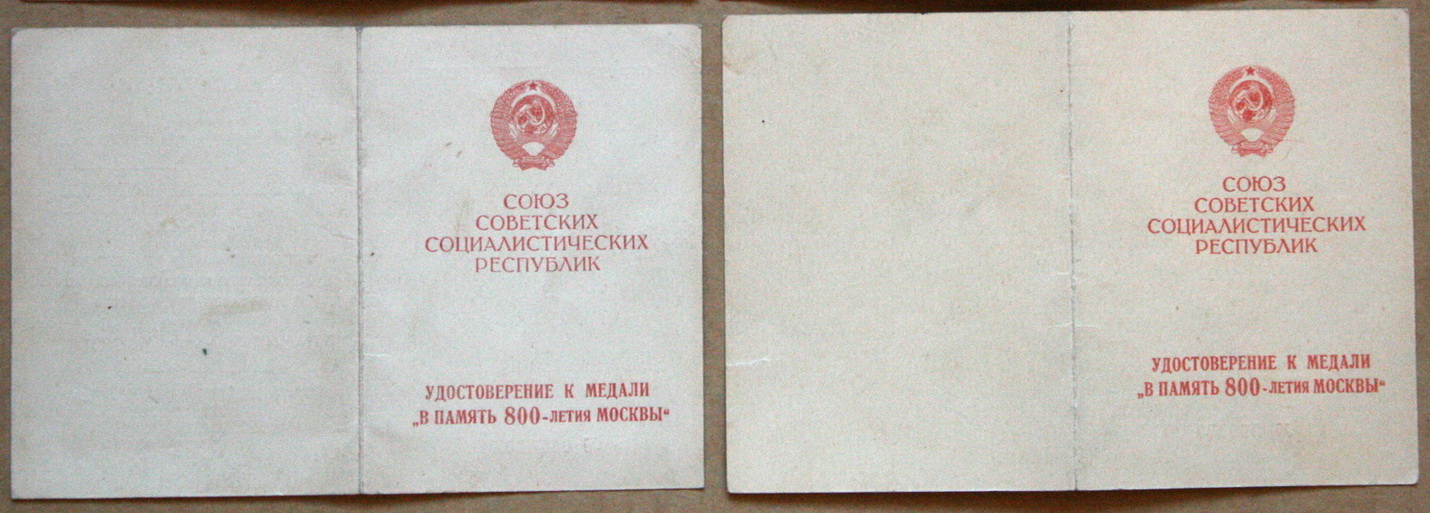 СОЮЗ
СОВЕТСКИХ
СОЦИАЛИСТИЧЕСКИХ
РЕСПУБЛИК
УДОСТОВЕРЕНИЕ К МЕДАЛИ
„В ПАМЯТЬ 800-ЛЕТИЯ МОСКВЫ“
СОЮЗ
СОВЕТСКИХ
СОЦИАЛИСТИЧЕСКИХ
РЕСПУБЛИК
УДОСТОВЕРЕНИЕ К МЕДАЛИ
„В ПАМЯТЬ 800-ЛЕТИЯ МОСКВЫ“